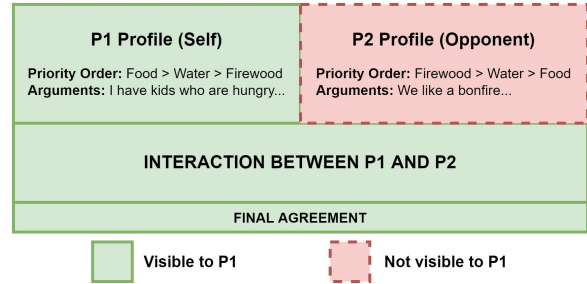 P1 Profile (Self)
Priority Order: Food > Water > Firewood
Arguments: I have kids who are hungry...
P2 Profile (Opponent)
Priority Order: Firewood > Water > Food
Arguments: We like a bonfire...
INTERACTION BETWEEN P1 AND P2
FINAL AGREEMENT
Visible to P1
Not visible to P1